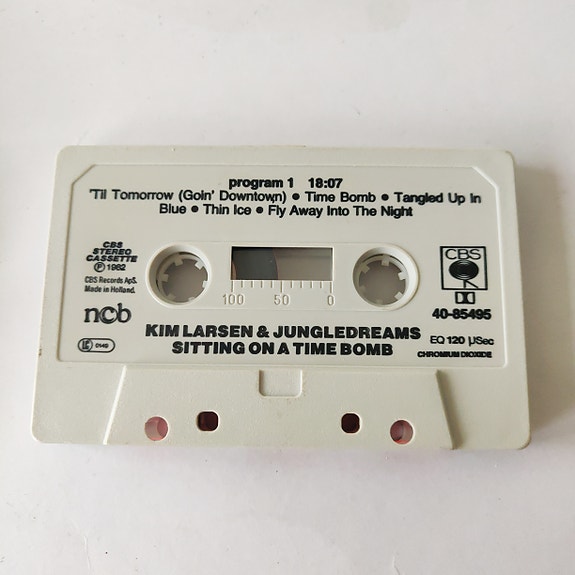 program 1 18:07
'Til Tomorrow (Goin' Downtown) • Time Bomb • Tangled Up In
Blue • Thin Ice • Fly Away Into The Night
CBS
STEREO
CASSETTE
Ⓟ 1982
CBS Records ApS.
Made in Holland.
ncb
CBS
100 50 0
40-85495
KIM LARSEN & JUNGLEDREAMS
SITTING ON A TIME BOMB
EQ 120 µSec
CHROMIUM DIOXIDE